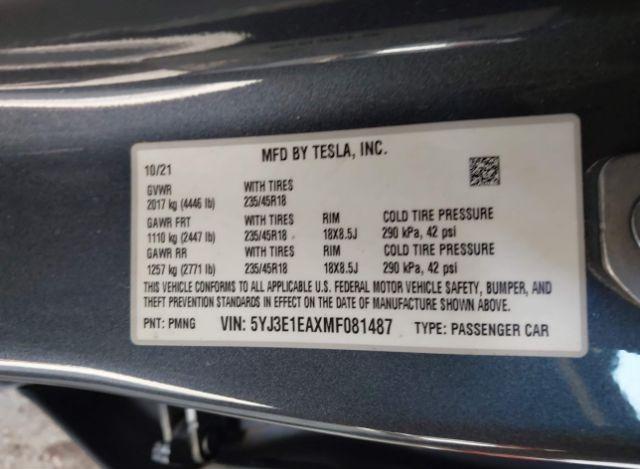 MFD BY TESLA, INC.
10/21
GVWR WITH TIRES
2017 kg (4446 lb) 235/45R18
GAWR FRT WITH TIRES RIM COLD TIRE PRESSURE
1110 kg (2447 lb) 235/45R18 18X8.5J 290 kPa, 42 psi
GAWR RR WITH TIRES RIM COLD TIRE PRESSURE
1257 kg (2771 lb) 235/45R18 18X8.5J 290 kPa, 42 psi
THIS VEHICLE CONFORMS TO ALL APPLICABLE U.S. FEDERAL MOTOR VEHICLE SAFETY, BUMPER, AND
THEFT PREVENTION STANDARDS IN EFFECT ON THE DATE OF MANUFACTURE SHOWN ABOVE.
PNT: PMNG VIN: 5YJ3E1EAXMF081487 TYPE: PASSENGER CAR